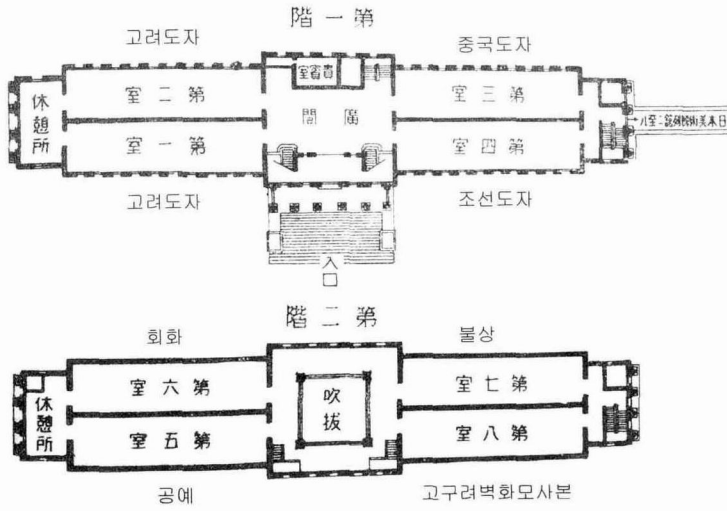 第一階
고려도자
중국도자
貴賓室
第二室
第三室
廣間
休憩所
日本美術陳列館ニ至ル
第一室
第四室
고려도자
조선도자
入口
第二階
회화
불상
第六室
第七室
吹拔
休憩所
第五室
第八室
공예
고구려벽화모사본